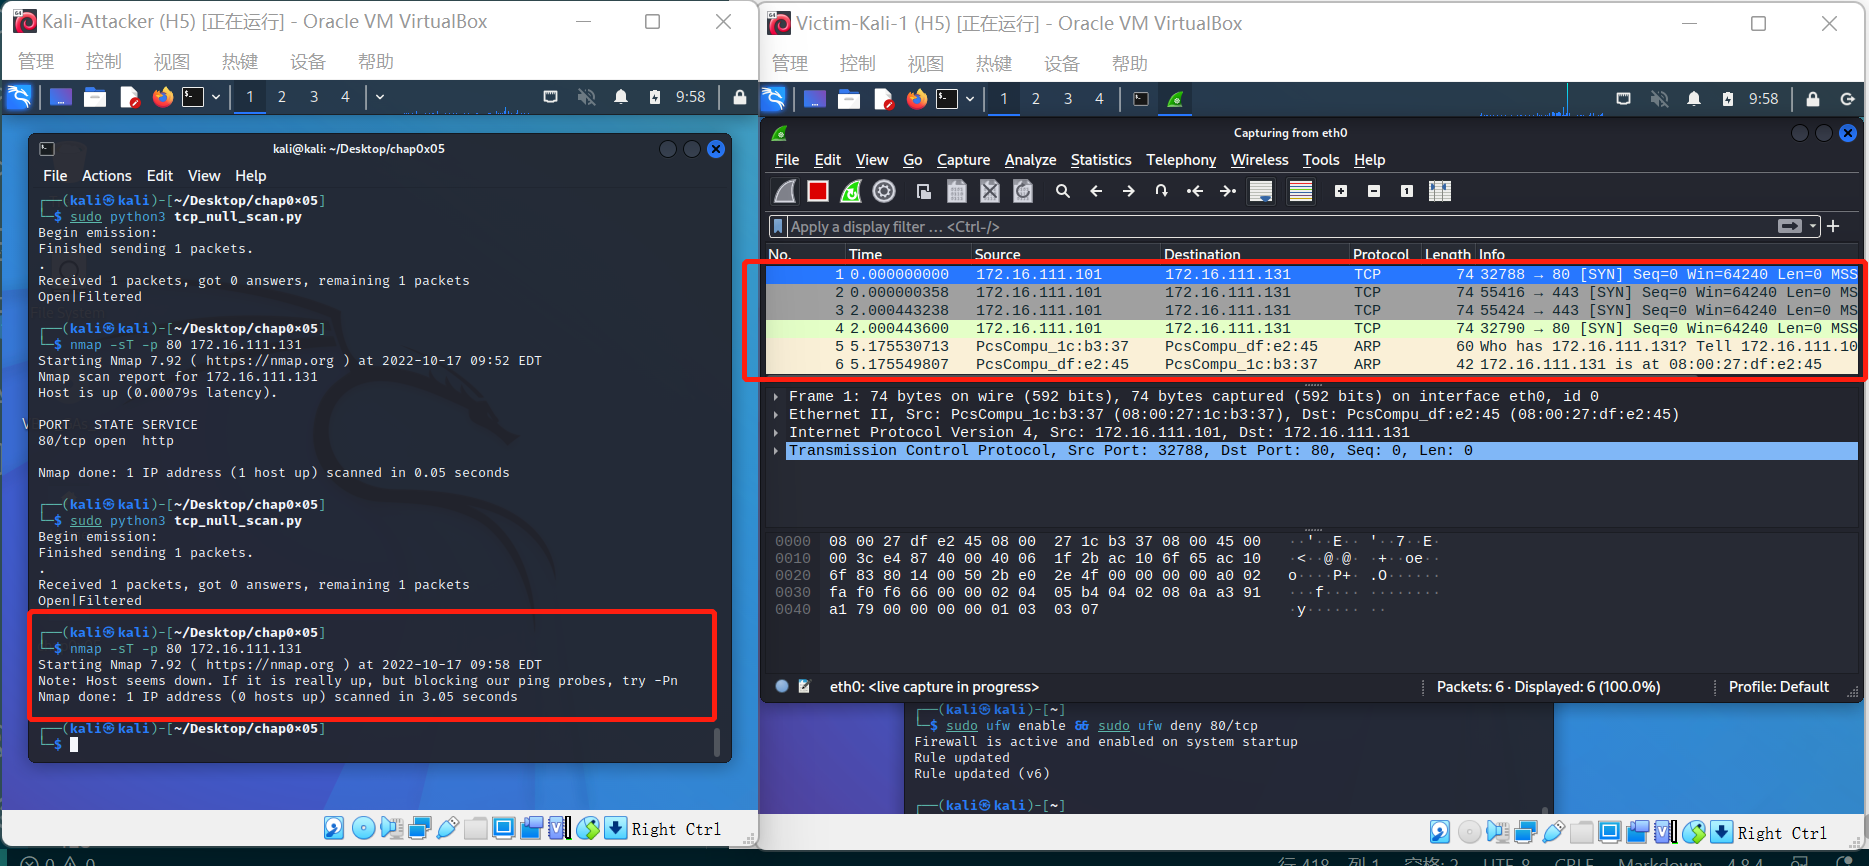 Kali-Attacker (H5) [正在运行] - Oracle VM VirtualBox
管理 控制 视图 热键 设备 帮助
1 2 3 4 9:58
kali@kali: ~/Desktop/chap0x05
File Actions Edit View Help
┌──(kali㉿kali)-[~/Desktop/chap0×05]
└─$ sudo python3 tcp_null_scan.py
Begin emission:
Finished sending 1 packets.
.
Received 1 packets, got 0 answers, remaining 1 packets
Open|Filtered
┌──(kali㉿kali)-[~/Desktop/chap0×05]
└─$ nmap -sT -p 80 172.16.111.131
Starting Nmap 7.92 ( https://nmap.org ) at 2022-10-17 09:52 EDT
Nmap scan report for 172.16.111.131
Host is up (0.00079s latency).
PORT   STATE SERVICE
80/tcp open  http
Nmap done: 1 IP address (1 host up) scanned in 0.05 seconds
┌──(kali㉿kali)-[~/Desktop/chap0×05]
└─$ sudo python3 tcp_null_scan.py
Begin emission:
Finished sending 1 packets.
.
Received 1 packets, got 0 answers, remaining 1 packets
Open|Filtered
┌──(kali㉿kali)-[~/Desktop/chap0×05]
└─$ nmap -sT -p 80 172.16.111.131
Starting Nmap 7.92 ( https://nmap.org ) at 2022-10-17 09:58 EDT
Note: Host seems down. If it is really up, but blocking our ping probes, try -Pn
Nmap done: 1 IP address (0 hosts up) scanned in 3.05 seconds
┌──(kali㉿kali)-[~/Desktop/chap0×05]
└─$
Right Ctrl
Victim-Kali-1 (H5) [正在运行] - Oracle VM VirtualBox
管理 控制 视图 热键 设备 帮助
1 2 3 4 9:58
Capturing from eth0
File Edit View Go Capture Analyze Statistics Telephony Wireless Tools Help
Apply a display filter … <Ctrl-/>
No. Time Source Destination Protocol Length Info
1 0.000000000 172.16.111.101 172.16.111.131 TCP 74 32788 → 80 [SYN] Seq=0 Win=64240 Len=0 MSS
2 0.000000358 172.16.111.101 172.16.111.131 TCP 74 55416 → 443 [SYN] Seq=0 Win=64240 Len=0 MS
3 2.000443238 172.16.111.101 172.16.111.131 TCP 74 55424 → 443 [SYN] Seq=0 Win=64240 Len=0 MS
4 2.000443600 172.16.111.101 172.16.111.131 TCP 74 32790 → 80 [SYN] Seq=0 Win=64240 Len=0 MSS
5 5.175530713 PcsCompu_1c:b3:37 PcsCompu_df:e2:45 ARP 60 Who has 172.16.111.131? Tell 172.16.111.10
6 5.175549807 PcsCompu_df:e2:45 PcsCompu_1c:b3:37 ARP 42 172.16.111.131 is at 08:00:27:df:e2:45
Frame 1: 74 bytes on wire (592 bits), 74 bytes captured (592 bits) on interface eth0, id 0
Ethernet II, Src: PcsCompu_1c:b3:37 (08:00:27:1c:b3:37), Dst: PcsCompu_df:e2:45 (08:00:27:df:e2:45)
Internet Protocol Version 4, Src: 172.16.111.101, Dst: 172.16.111.131
Transmission Control Protocol, Src Port: 32788, Dst Port: 80, Seq: 0, Len: 0
0000 08 00 27 df e2 45 08 00 27 1c b3 37 08 00 45 00 ··'··E·· '··7··E·
0010 00 3c e4 87 40 00 40 06 1f 2b ac 10 6f 65 ac 10 ·<··@·@· ·+··oe··
0020 6f 83 80 14 00 50 2b e0 2e 4f 00 00 00 00 a0 02 o····P+· .O······
0030 fa f0 f6 66 00 00 02 04 05 b4 04 02 08 0a a3 91 ···f···· ········
0040 a1 79 00 00 00 00 01 03 03 07 ·y······ ··
eth0: <live capture in progress> Packets: 6 · Displayed: 6 (100.0%) Profile: Default
┌──(kali㉿kali)-[~]
└─$ sudo ufw enable && sudo ufw deny 80/tcp
Firewall is active and enabled on system startup
Rule updated
Rule updated (v6)
┌──(kali㉿kali)-[~]
Right Ctrl
0 0 行 418, 列 1 空格: 2 UTF-8 CRLF Markdown 4.8.4